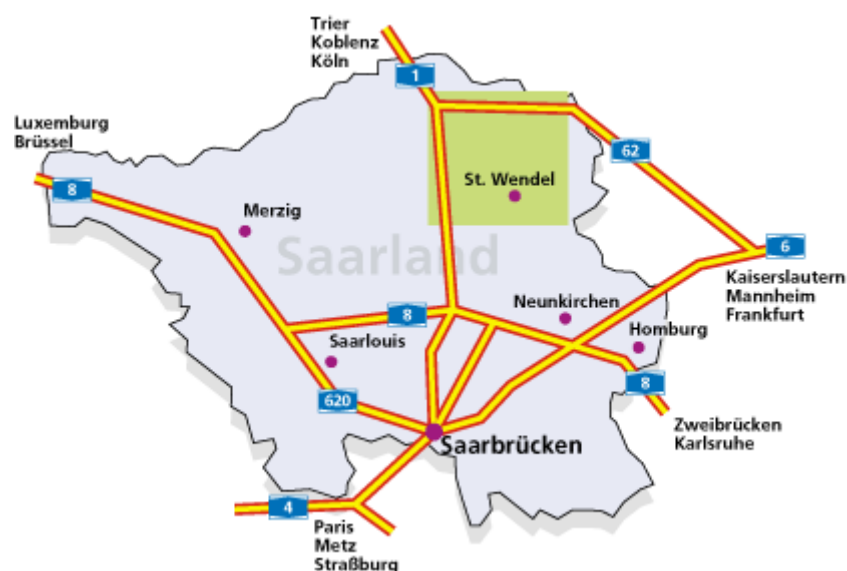 Trier
Koblenz
Köln
1
Luxemburg
Brüssel
62
8
St. Wendel
Merzig
6
Saarland
Kaiserslautern
Mannheim
Frankfurt
Neunkirchen
8
Homburg
Saarlouis
8
620
Zweibrücken
Karlsruhe
Saarbrücken
4
Paris
Metz
Straßburg